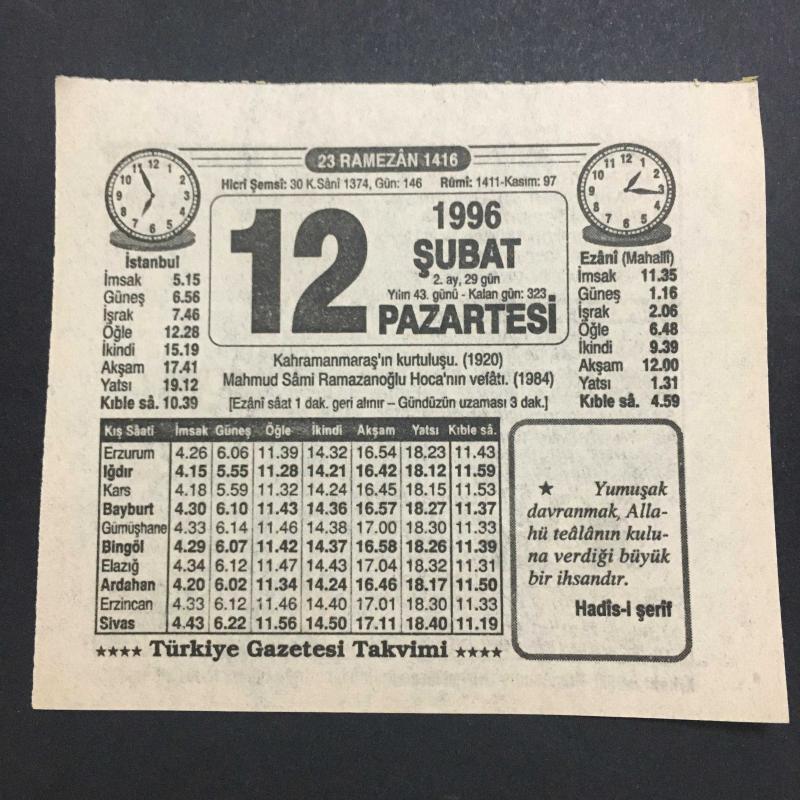 23 RAMEZÂN 1416
Hicrî Şemsî: 30 K.Sânî 1374, Gün: 146 Rûmî: 1411-Kasım: 97
12
1996
ŞUBAT
2. ay, 29 gün
Yılın 43. günü - Kalan gün: 323
PAZARTESİ
İstanbul
İmsak 5.15
Güneş 6.56
İşrak 7.46
Öğle 12.28
İkindi 15.19
Akşam 17.41
Yatsı 19.12
Kıble sâ. 10.39
Ezânî (Mahallî)
İmsak 11.35
Güneş 1.16
İşrak 2.06
Öğle 6.48
İkindi 9.39
Akşam 12.00
Yatsı 1.31
Kıble sâ. 4.59
Kahramanmaraş'ın kurtuluşu. (1920)
Mahmud Sâmi Ramazanoğlu Hoca'nın vefâtı. (1984)
[Ezânî sâat 1 dak. geri alınır – Gündüzün uzaması 3 dak.]
Kış Sâati İmsak Güneş Öğle İkindi Akşam Yatsı Kıble sâ.
Erzurum 4.26 6.06 11.39 14.32 16.54 18.23 11.43
Iğdır 4.15 5.55 11.28 14.21 16.42 18.12 11.59
Kars 4.18 5.59 11.32 14.24 16.45 18.15 11.53
Bayburt 4.30 6.10 11.43 14.36 16.57 18.27 11.37
Gümüşhane 4.33 6.14 11.46 14.38 17.00 18.30 11.33
Bingöl 4.29 6.07 11.42 14.37 16.58 18.26 11.39
Elazığ 4.34 6.12 11.47 14.43 17.04 18.32 11.31
Ardahan 4.20 6.02 11.34 14.24 16.46 18.17 11.50
Erzincan 4.33 6.12 11.46 14.40 17.01 18.30 11.33
Sivas 4.43 6.22 11.56 14.50 17.11 18.40 11.19
★ Yumuşak
davranmak, Alla-
hü teâlânın kulu-
na verdiği büyük
bir ihsandır.
Hadîs-i şerîf
★★★★ Türkiye Gazetesi Takvimi ★★★★